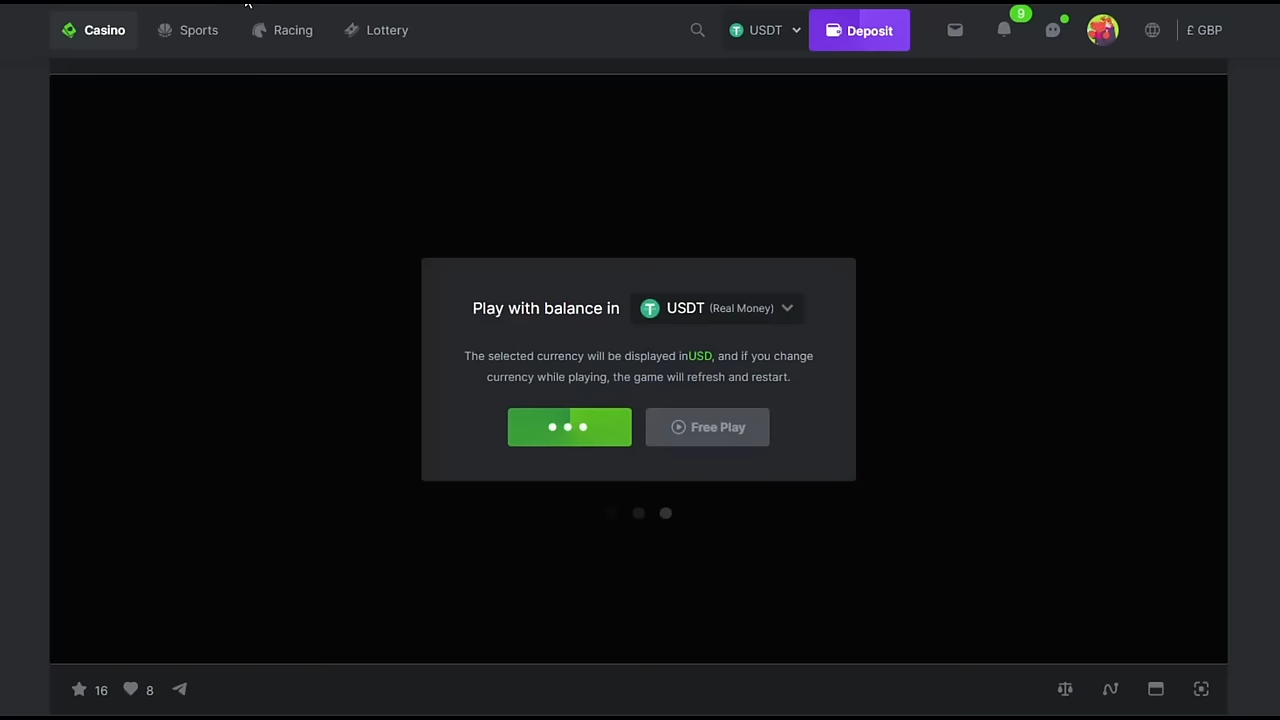 Casino Sports Racing Lottery USDT Deposit 9 £ GBP
Play with balance in USDT (Real Money)
The selected currency will be displayed inUSD, and if you change
currency while playing, the game will refresh and restart.
Free Play
16 8